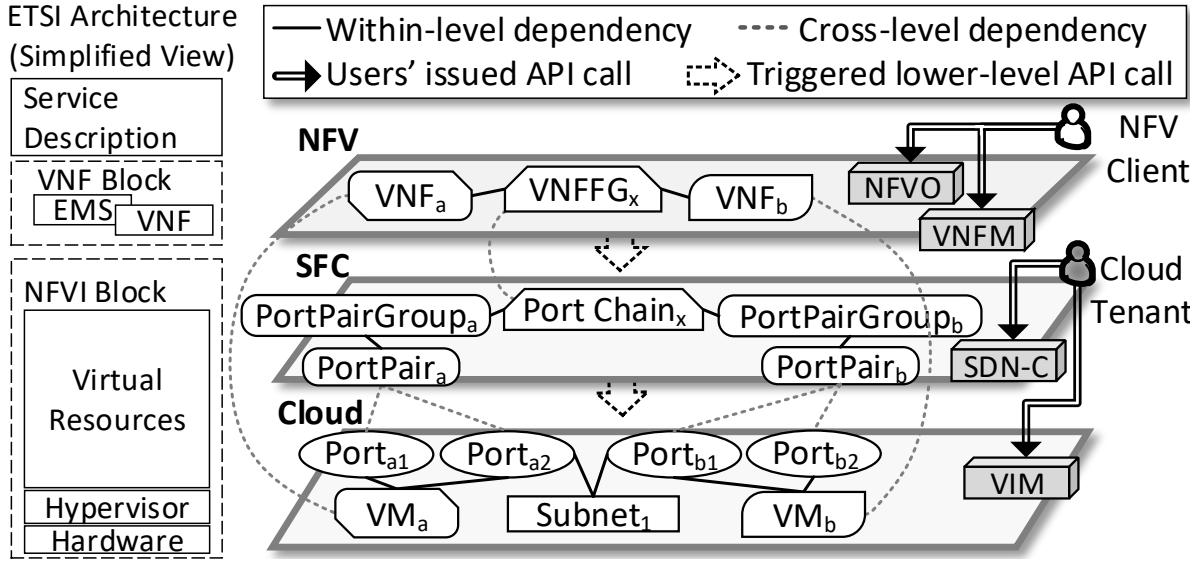 ETSI Architecture
(Simplified View)
Service
Description
VNF Block
EMS
VNF
NFVI Block
Virtual
Resources
Hypervisor
Hardware
Within-level dependency
Cross-level dependency
Users' issued API call
Triggered lower-level API call
NFV
VNFa
VNFFGx
VNFb
NFVO
VNFM
NFV
Client
SFC
PortPairGroupa
Port Chainx
PortPairGroupb
PortPaira
PortPairb
SDN-C
Cloud
Tenant
Cloud
Porta1
Porta2
Portb1
Portb2
VMa
Subnet1
VMb
VIM